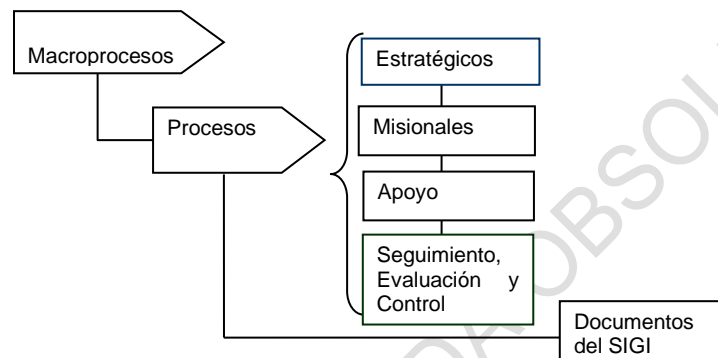 Macroprocesos
Estratégicos
Procesos
Misionales
Apoyo
Seguimiento,
Evaluación y
Control
Documentos
del SIGI